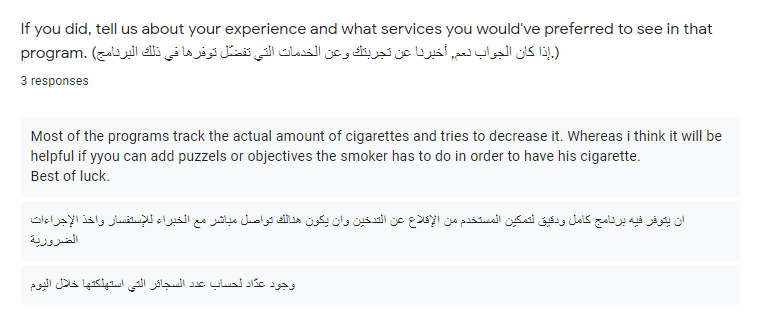 If you did, tell us about your experience and what services you would've preferred to see in that
program. (إذا كان الجواب نعم, أخبرنا عن تجربتك وعن الخدمات التي تفضّل توفرها في ذلك البرنامج.)
3 responses
Most of the programs track the actual amount of cigarettes and tries to decrease it. Whereas i think it will be
helpful if yyou can add puzzels or objectives the smoker has to do in order to have his cigarette.
Best of luck.
ان يتوفر فيه برنامج كامل ودقيق لتمكين المستخدم من الإقلاع عن التدخين وان يكون هنالك تواصل مباشر مع الخبراء للإستفسار واخذ الإجراءات
الضرورية
وجود عدّاد لحساب عدد السجائر التي استهلكتها خلال اليوم